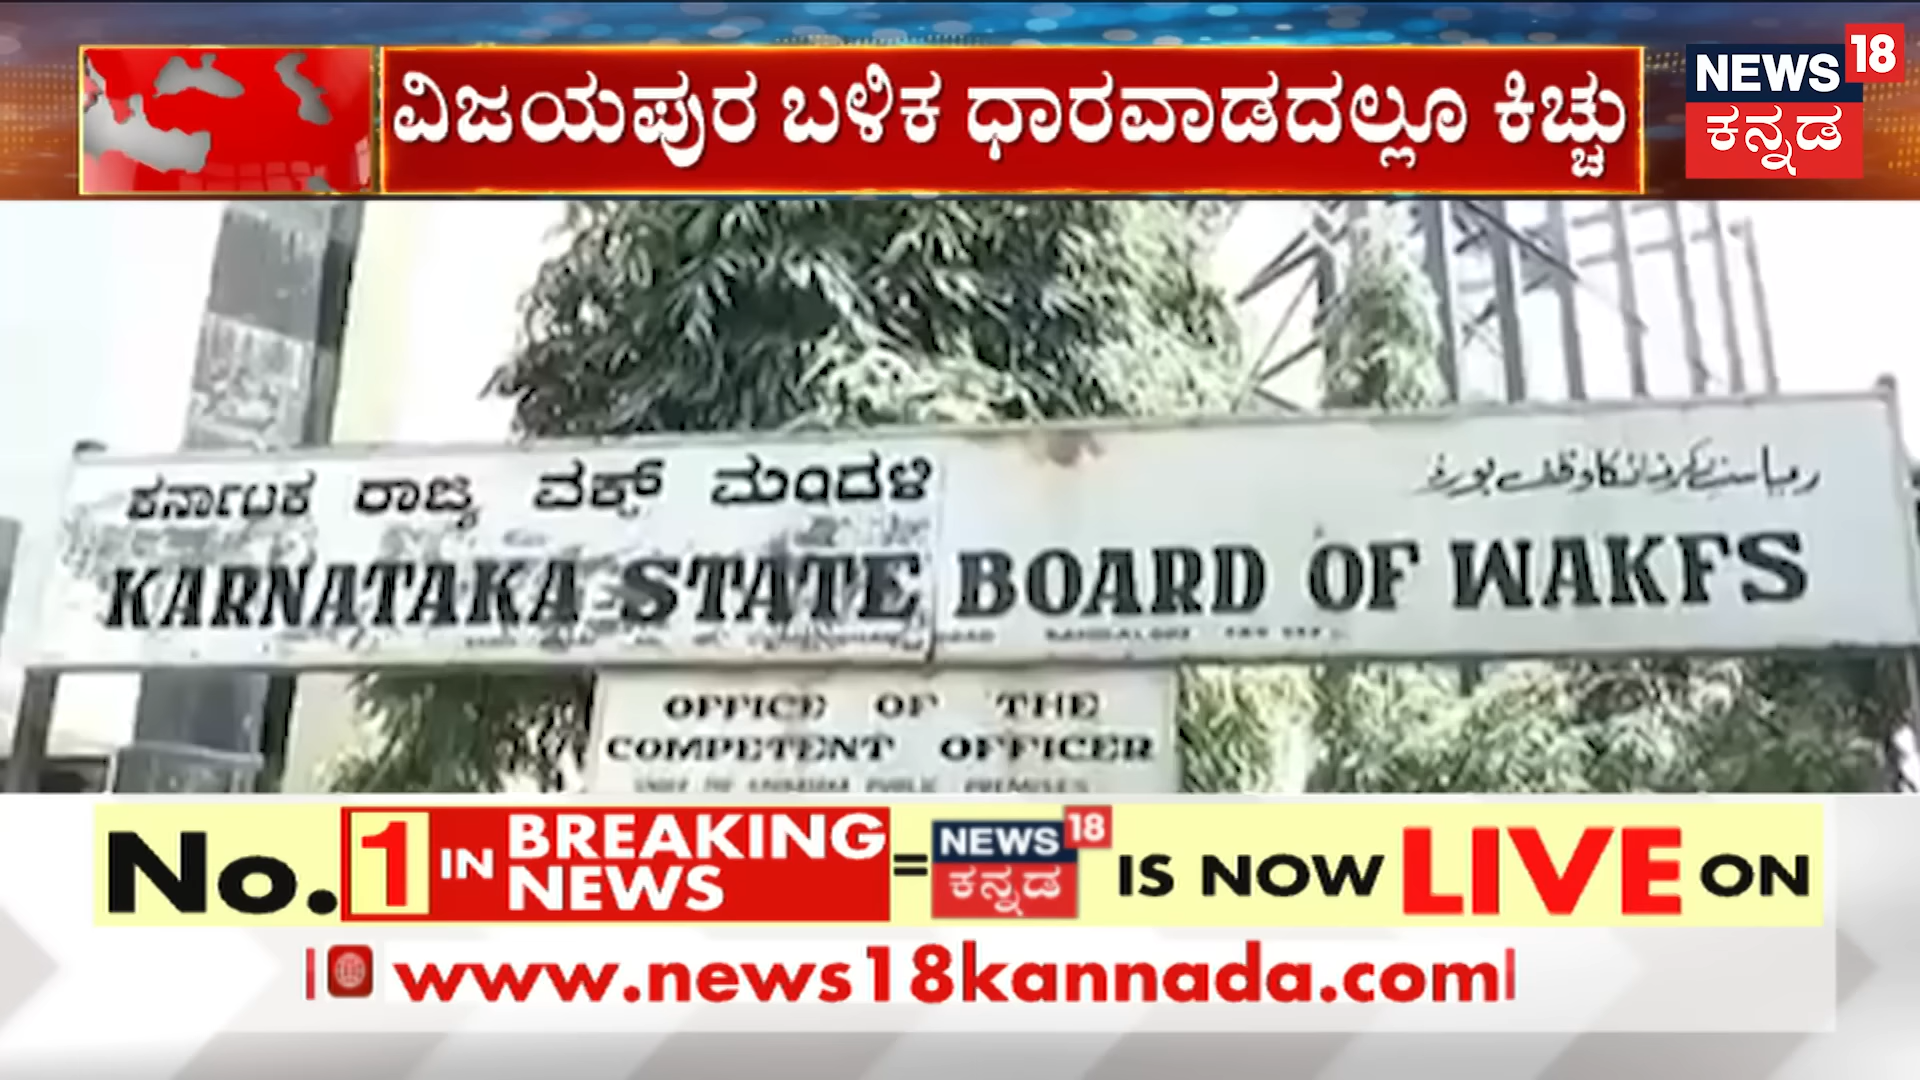 ವಿಜಯಪುರ ಬಳಿಕ ಧಾರವಾಡದಲ್ಲೂ ಕಿಚ್ಚು
NEWS 18
ಕನ್ನಡ
ಕರ್ನಾಟಕ ರಾಜ್ಯ ವಕ್ಫ್ ಮಂಡಳಿ
KARNATAKA STATE BOARD OF WAKFS
OFFICE OF THE
COMPETENT OFFICER
PUBLIC PREMISES
No. 1 IN BREAKING NEWS = NEWS 18 ಕನ್ನಡ IS NOW LIVE ON
www.news18kannada.com